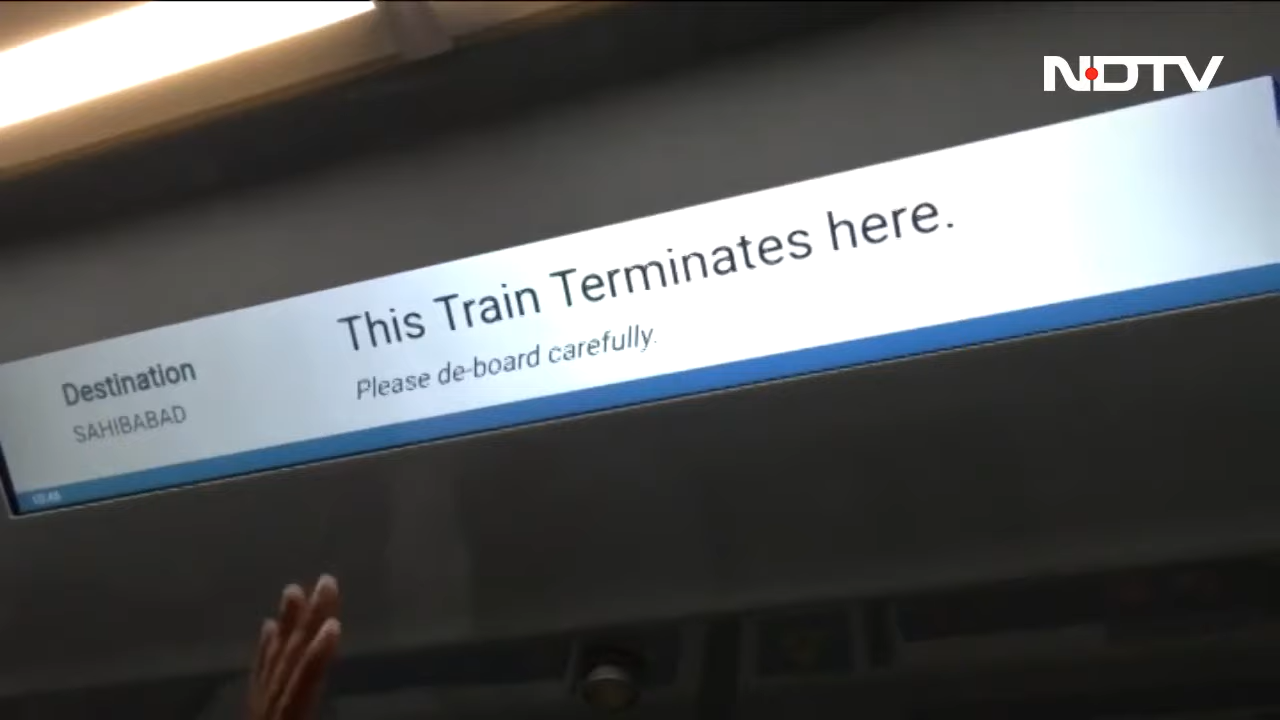 NDTV
This Train Terminates here.
Please de-board carefully.
Destination
SAHIBABAD